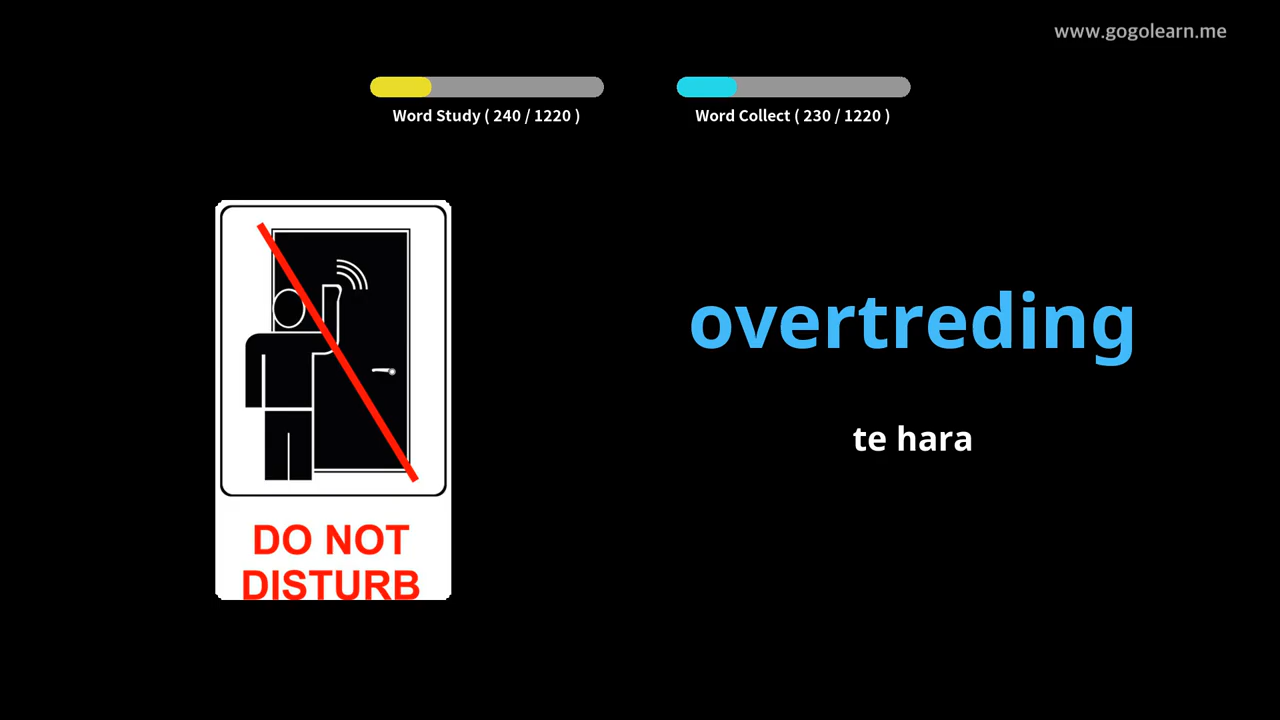 www.gogolearn.me
Word Study ( 240 / 1220 )
Word Collect ( 230 / 1220 )
DO NOT
DISTURB
overtreding
te hara